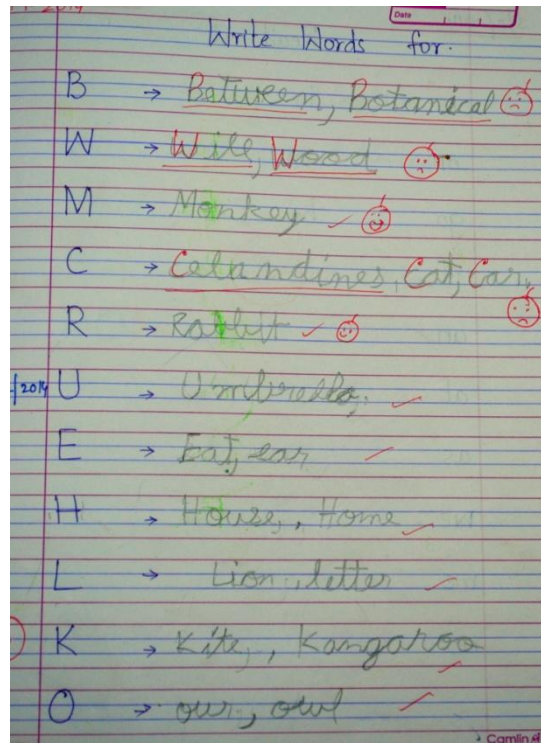 Date
Write Words for.
B → Between, Botanical
W → Will, Wood
M → Monkey
C → Celandines, Cat, Car,
R → Rabbit
2014 U → Umbrella,
E → Eat, ear
H → House, , Home
L → Lion, letter
K → Kite, , Kangaroo
O → our, owl
Camlin